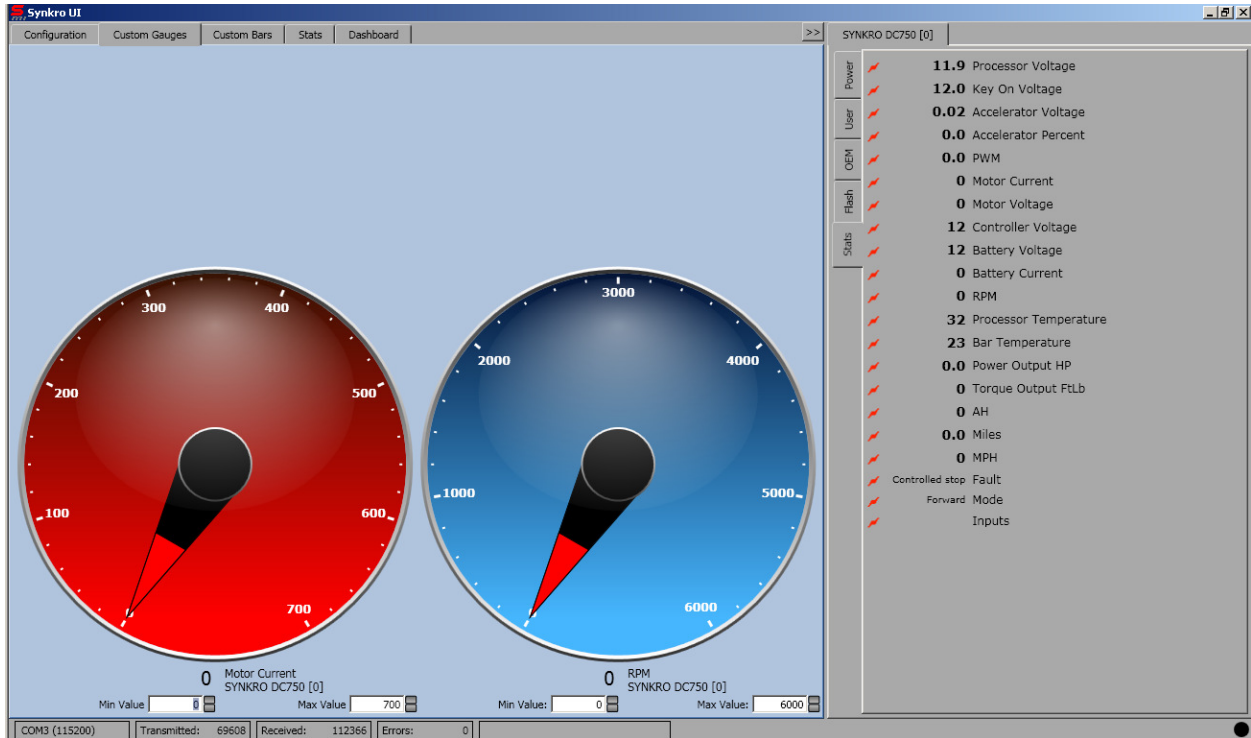 Synkro UI
Configuration Custom Gauges Custom Bars Stats Dashboard >>
300 400
200 500
100 600
0 700
0 Motor Current
SYNKRO DC750 [0]
Min Value 0 Max Value 700
3000
2000 4000
1000 5000
0 6000
0 RPM
SYNKRO DC750 [0]
Min Value: 0 Max Value: 6000
SYNKRO DC750 [0]
Power
User
OEM
Flash
Stats
11.9 Processor Voltage
12.0 Key On Voltage
0.02 Accelerator Voltage
0.0 Accelerator Percent
0.0 PWM
0 Motor Current
0 Motor Voltage
12 Controller Voltage
12 Battery Voltage
0 Battery Current
0 RPM
32 Processor Temperature
23 Bar Temperature
0.0 Power Output HP
0 Torque Output FtLb
0 AH
0.0 Miles
0 MPH
Controlled stop Fault
Forward Mode
Inputs
COM3 (115200) Transmitted: 69608 Received: 112366 Errors: 0